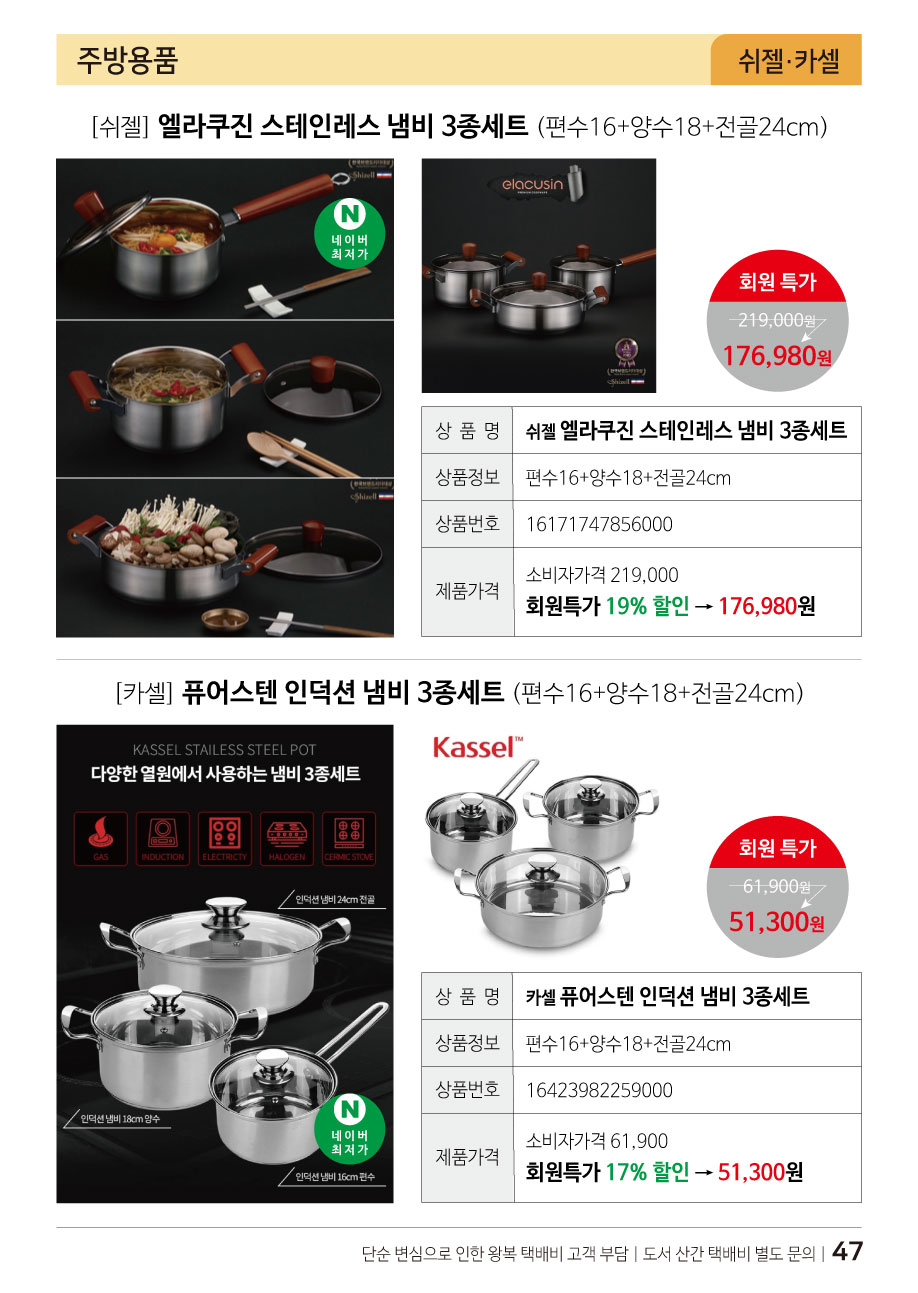 주방용품
쉬젤·카셀
[쉬젤] 엘라쿠진 스테인레스 냄비 3종세트 (편수16+양수18+전골24cm)
Shizell
N
네이버
최저가
Shizell
elacusin
Shizell
회원 특가
219,000원
176,980원
상 품 명 쉬젤 엘라쿠진 스테인레스 냄비 3종세트
상품정보 편수16+양수18+전골24cm
상품번호 16171747856000
제품가격
소비자가격 219,000
회원특가 19% 할인 → 176,980원
[카셀] 퓨어스텐 인덕션 냄비 3종세트 (편수16+양수18+전골24cm)
KASSEL STAILESS STEEL POT
다양한 열원에서 사용하는 냄비 3종세트
GAS INDUCTION ELECTRICTY HALOGEN CERMIC STOVE
인덕션 냄비 24cm 전골
인덕션 냄비 18cm 양수
N
네이버
최저가
인덕션 냄비 16cm 편수
Kassel™
회원 특가
61,900원
51,300원
상 품 명 카셀 퓨어스텐 인덕션 냄비 3종세트
상품정보 편수16+양수18+전골24cm
상품번호 16423982259000
제품가격
소비자가격 61,900
회원특가 17% 할인 → 51,300원
단순 변심으로 인한 왕복 택배비 고객 부담 | 도서 산간 택배비 별도 문의 | 47